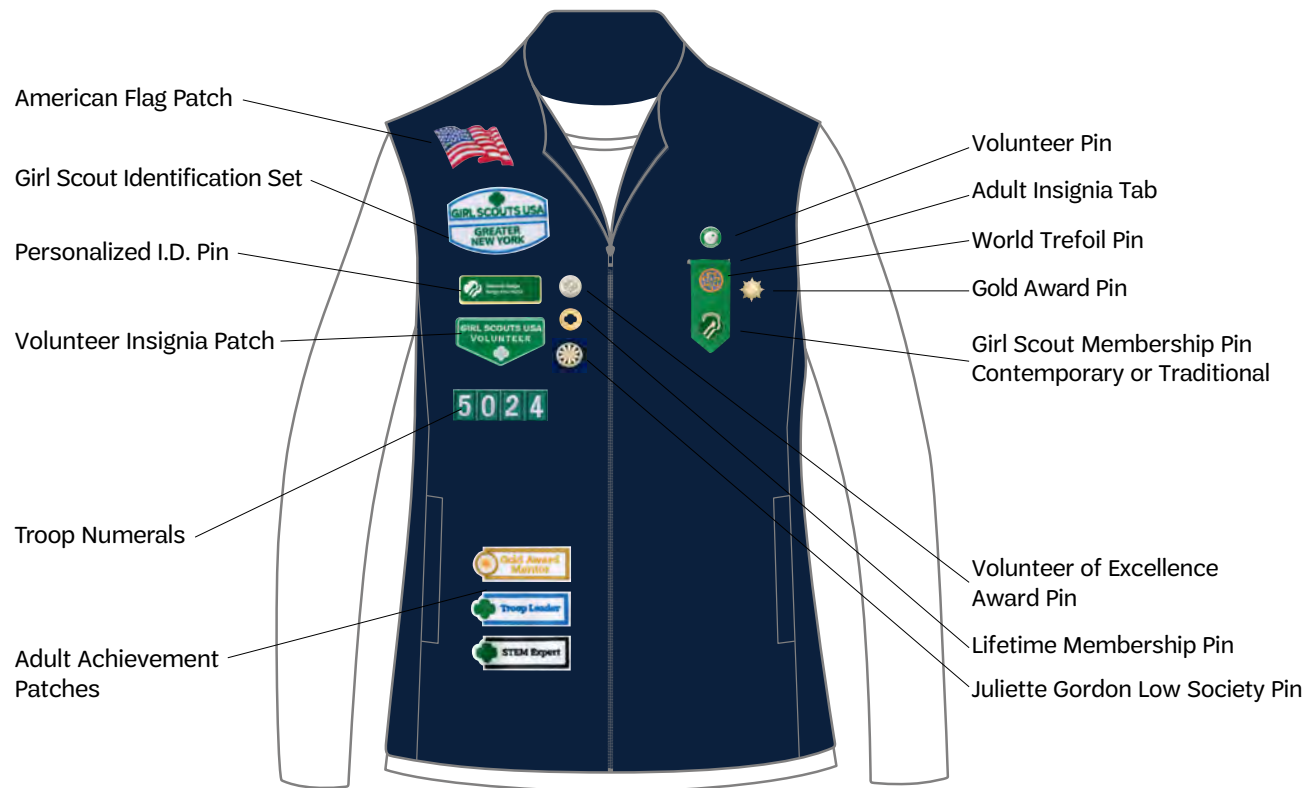 American Flag Patch
Girl Scout Identification Set
Personalized I.D. Pin
Volunteer Insignia Patch
Troop Numerals
Adult Achievement
Patches
GIRL SCOUTS USA
GREATER
NEW YORK
GIRL SCOUTS USA
VOLUNTEER
5024
Gold Award
Mentor
Troop Leader
STEM Expert
Volunteer Pin
Adult Insignia Tab
World Trefoil Pin
Gold Award Pin
Girl Scout Membership Pin
Contemporary or Traditional
Volunteer of Excellence
Award Pin
Lifetime Membership Pin
Juliette Gordon Low Society Pin